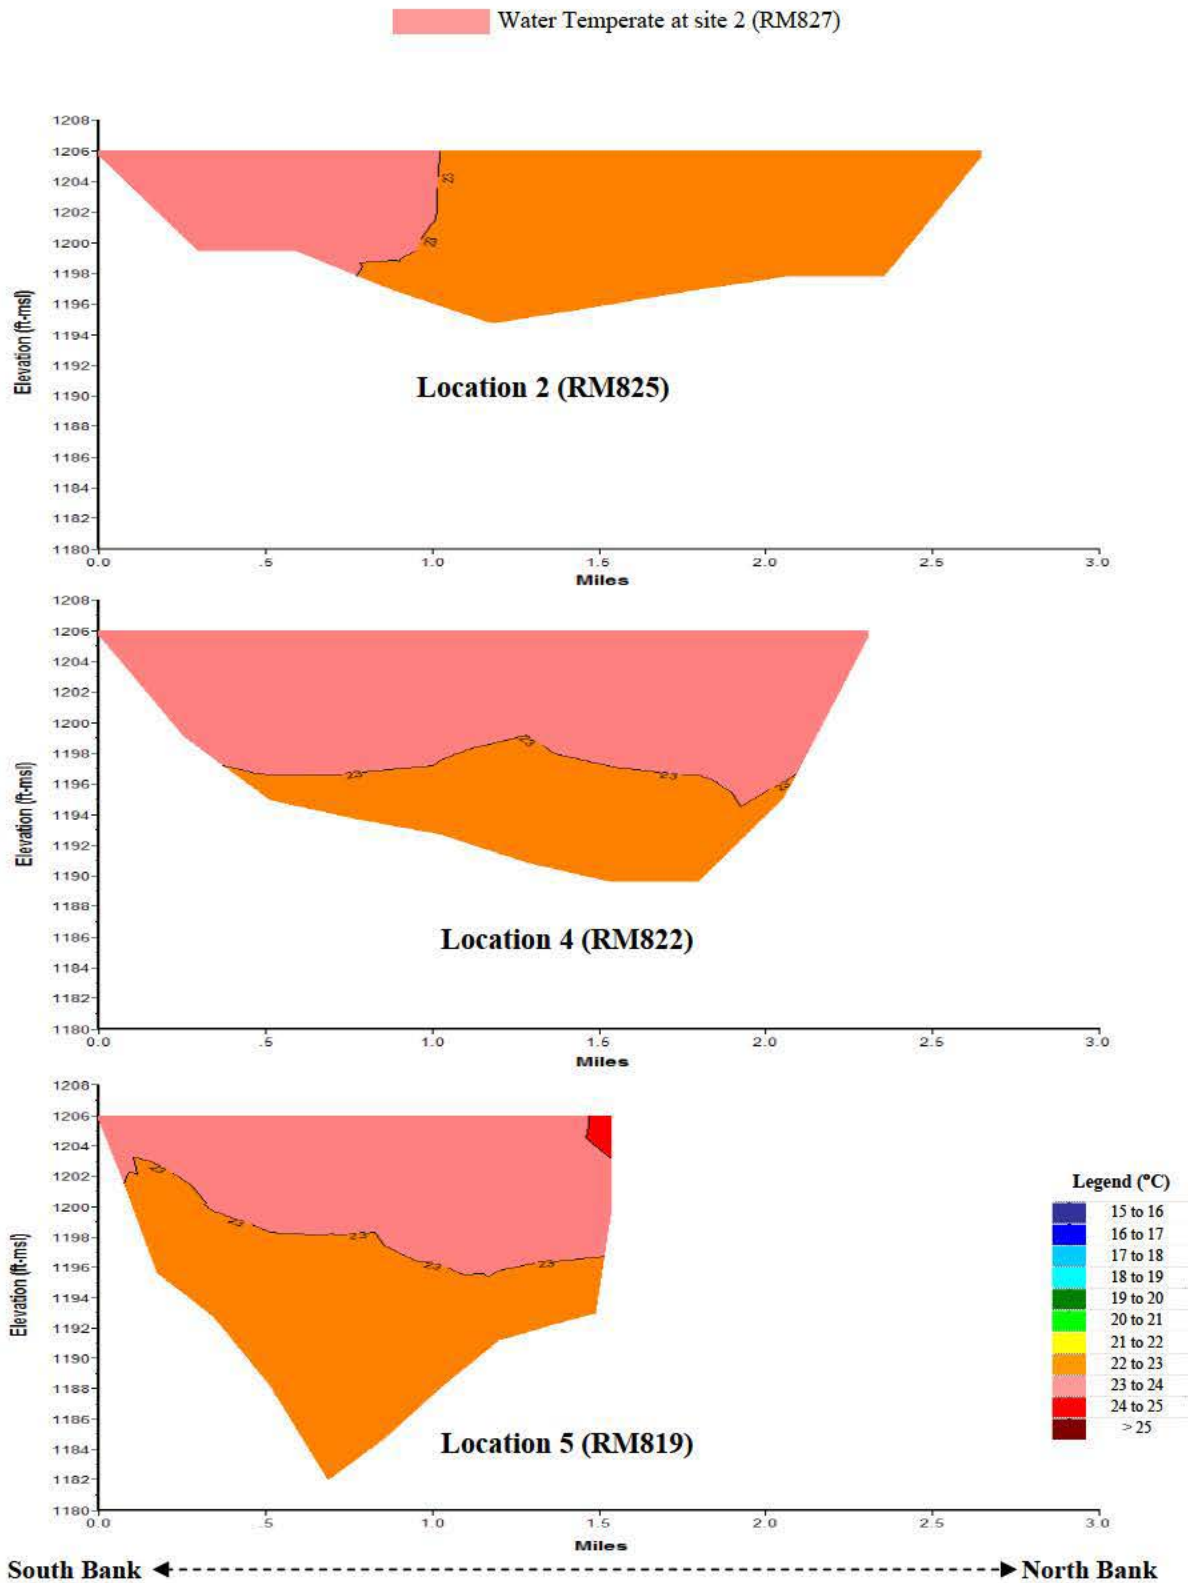 Water Temperate at site 2 (RM827)
1208
1206
1204
1202
1200
1198
1196
1194
1192
1190
1188
1186
1184
1182
1180
Elevation (ft-msl)
23
23
Location 2 (RM825)
0.0 .5 1.0 1.5 2.0 2.5 3.0
Miles
1208
1206
1204
1202
1200
1198
1196
1194
1192
1190
1188
1186
1184
1182
1180
Elevation (ft-msl)
23 23 23 23
Location 4 (RM822)
0.0 .5 1.0 1.5 2.0 2.5 3.0
Miles
1208
1206
1204
1202
1200
1198
1196
1194
1192
1190
1188
1186
1184
1182
1180
Elevation (ft-msl)
23 23 23 23 23
Location 5 (RM819)
0.0 .5 1.0 1.5 2.0 2.5 3.0
Miles
Legend (°C)
15 to 16
16 to 17
17 to 18
18 to 19
19 to 20
20 to 21
21 to 22
22 to 23
23 to 24
24 to 25
> 25
South Bank North Bank